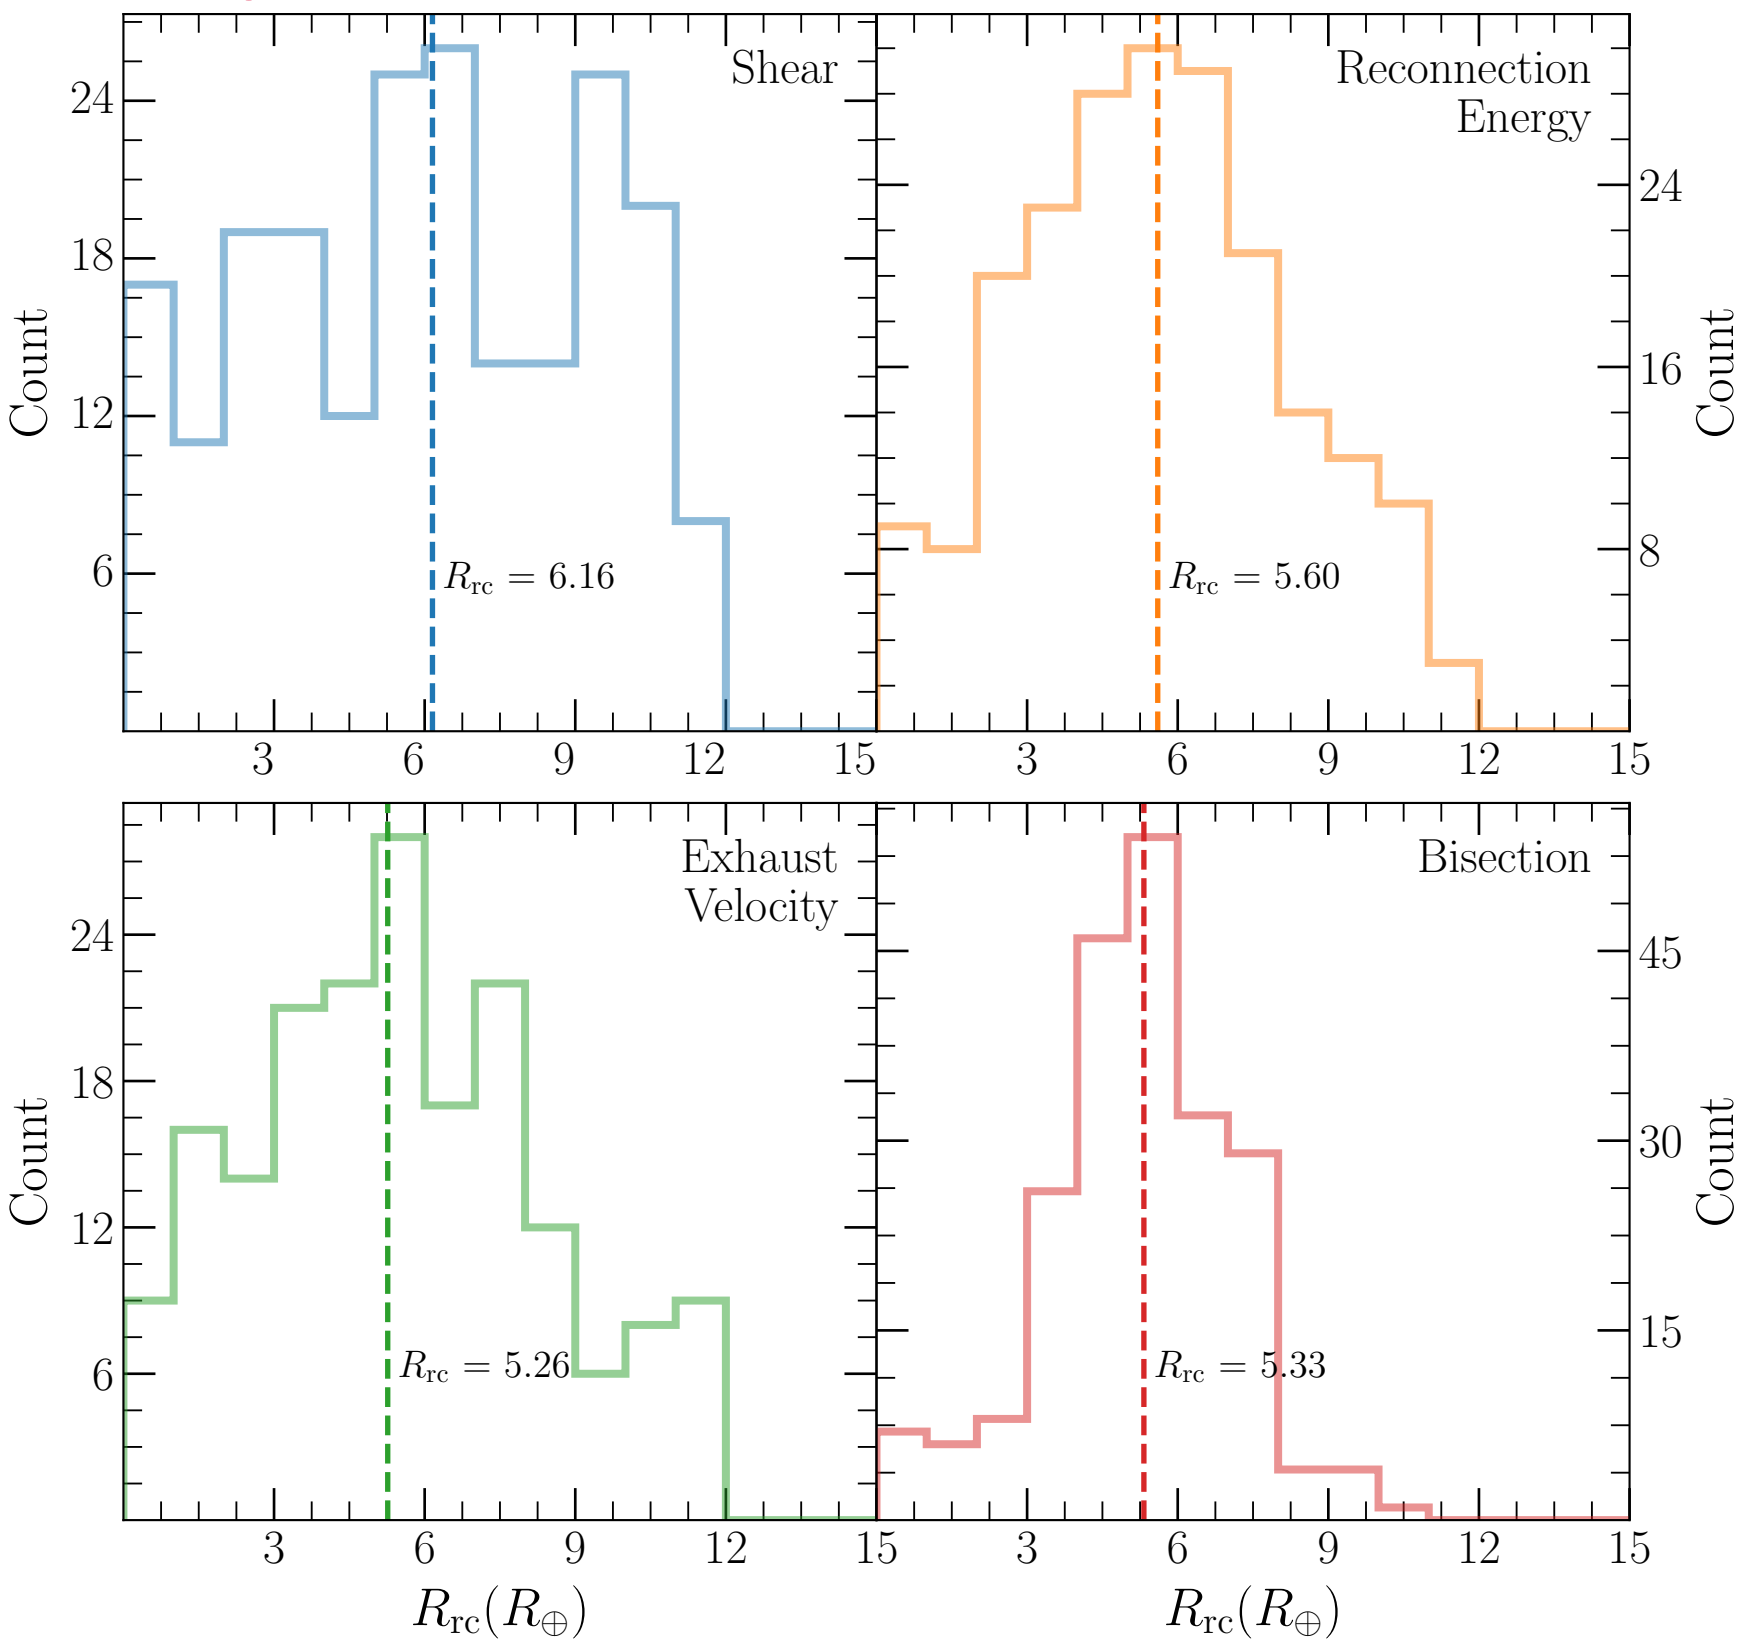 Shear
Count
24
18
12
6
R_rc = 6.16
3 6 9 12 15
Reconnection
Energy
24
16
8
Count
R_rc = 5.60
3 6 9 12 15
Exhaust
Velocity
Count
24
18
12
6
R_rc = 5.26
3 6 9 12 15
R_rc(R_⊕)
Bisection
45
30
15
Count
R_rc = 5.33
3 6 9 12 15
R_rc(R_⊕)